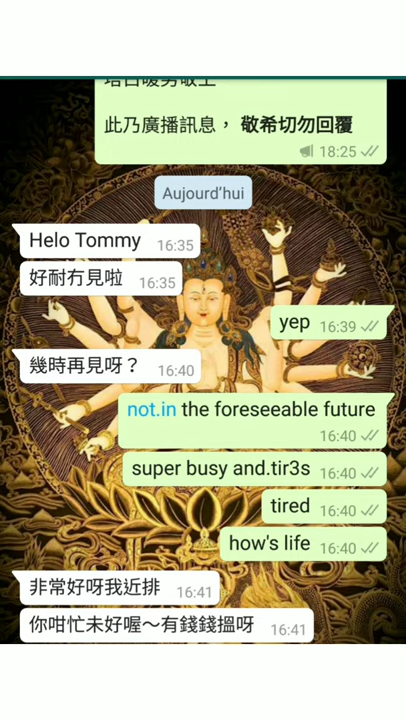 此乃廣播訊息， 敬希切勿回覆
18:25
Aujourd'hui
Helo Tommy 16:35
好耐冇見啦 16:35
yep 16:39
幾時再見呀？ 16:40
not.in the foreseeable future
16:40
super busy and.tir3s 16:40
tired 16:40
how's life 16:40
非常好呀我近排 16:41
你咁忙未好喔～有錢錢搵呀 16:41